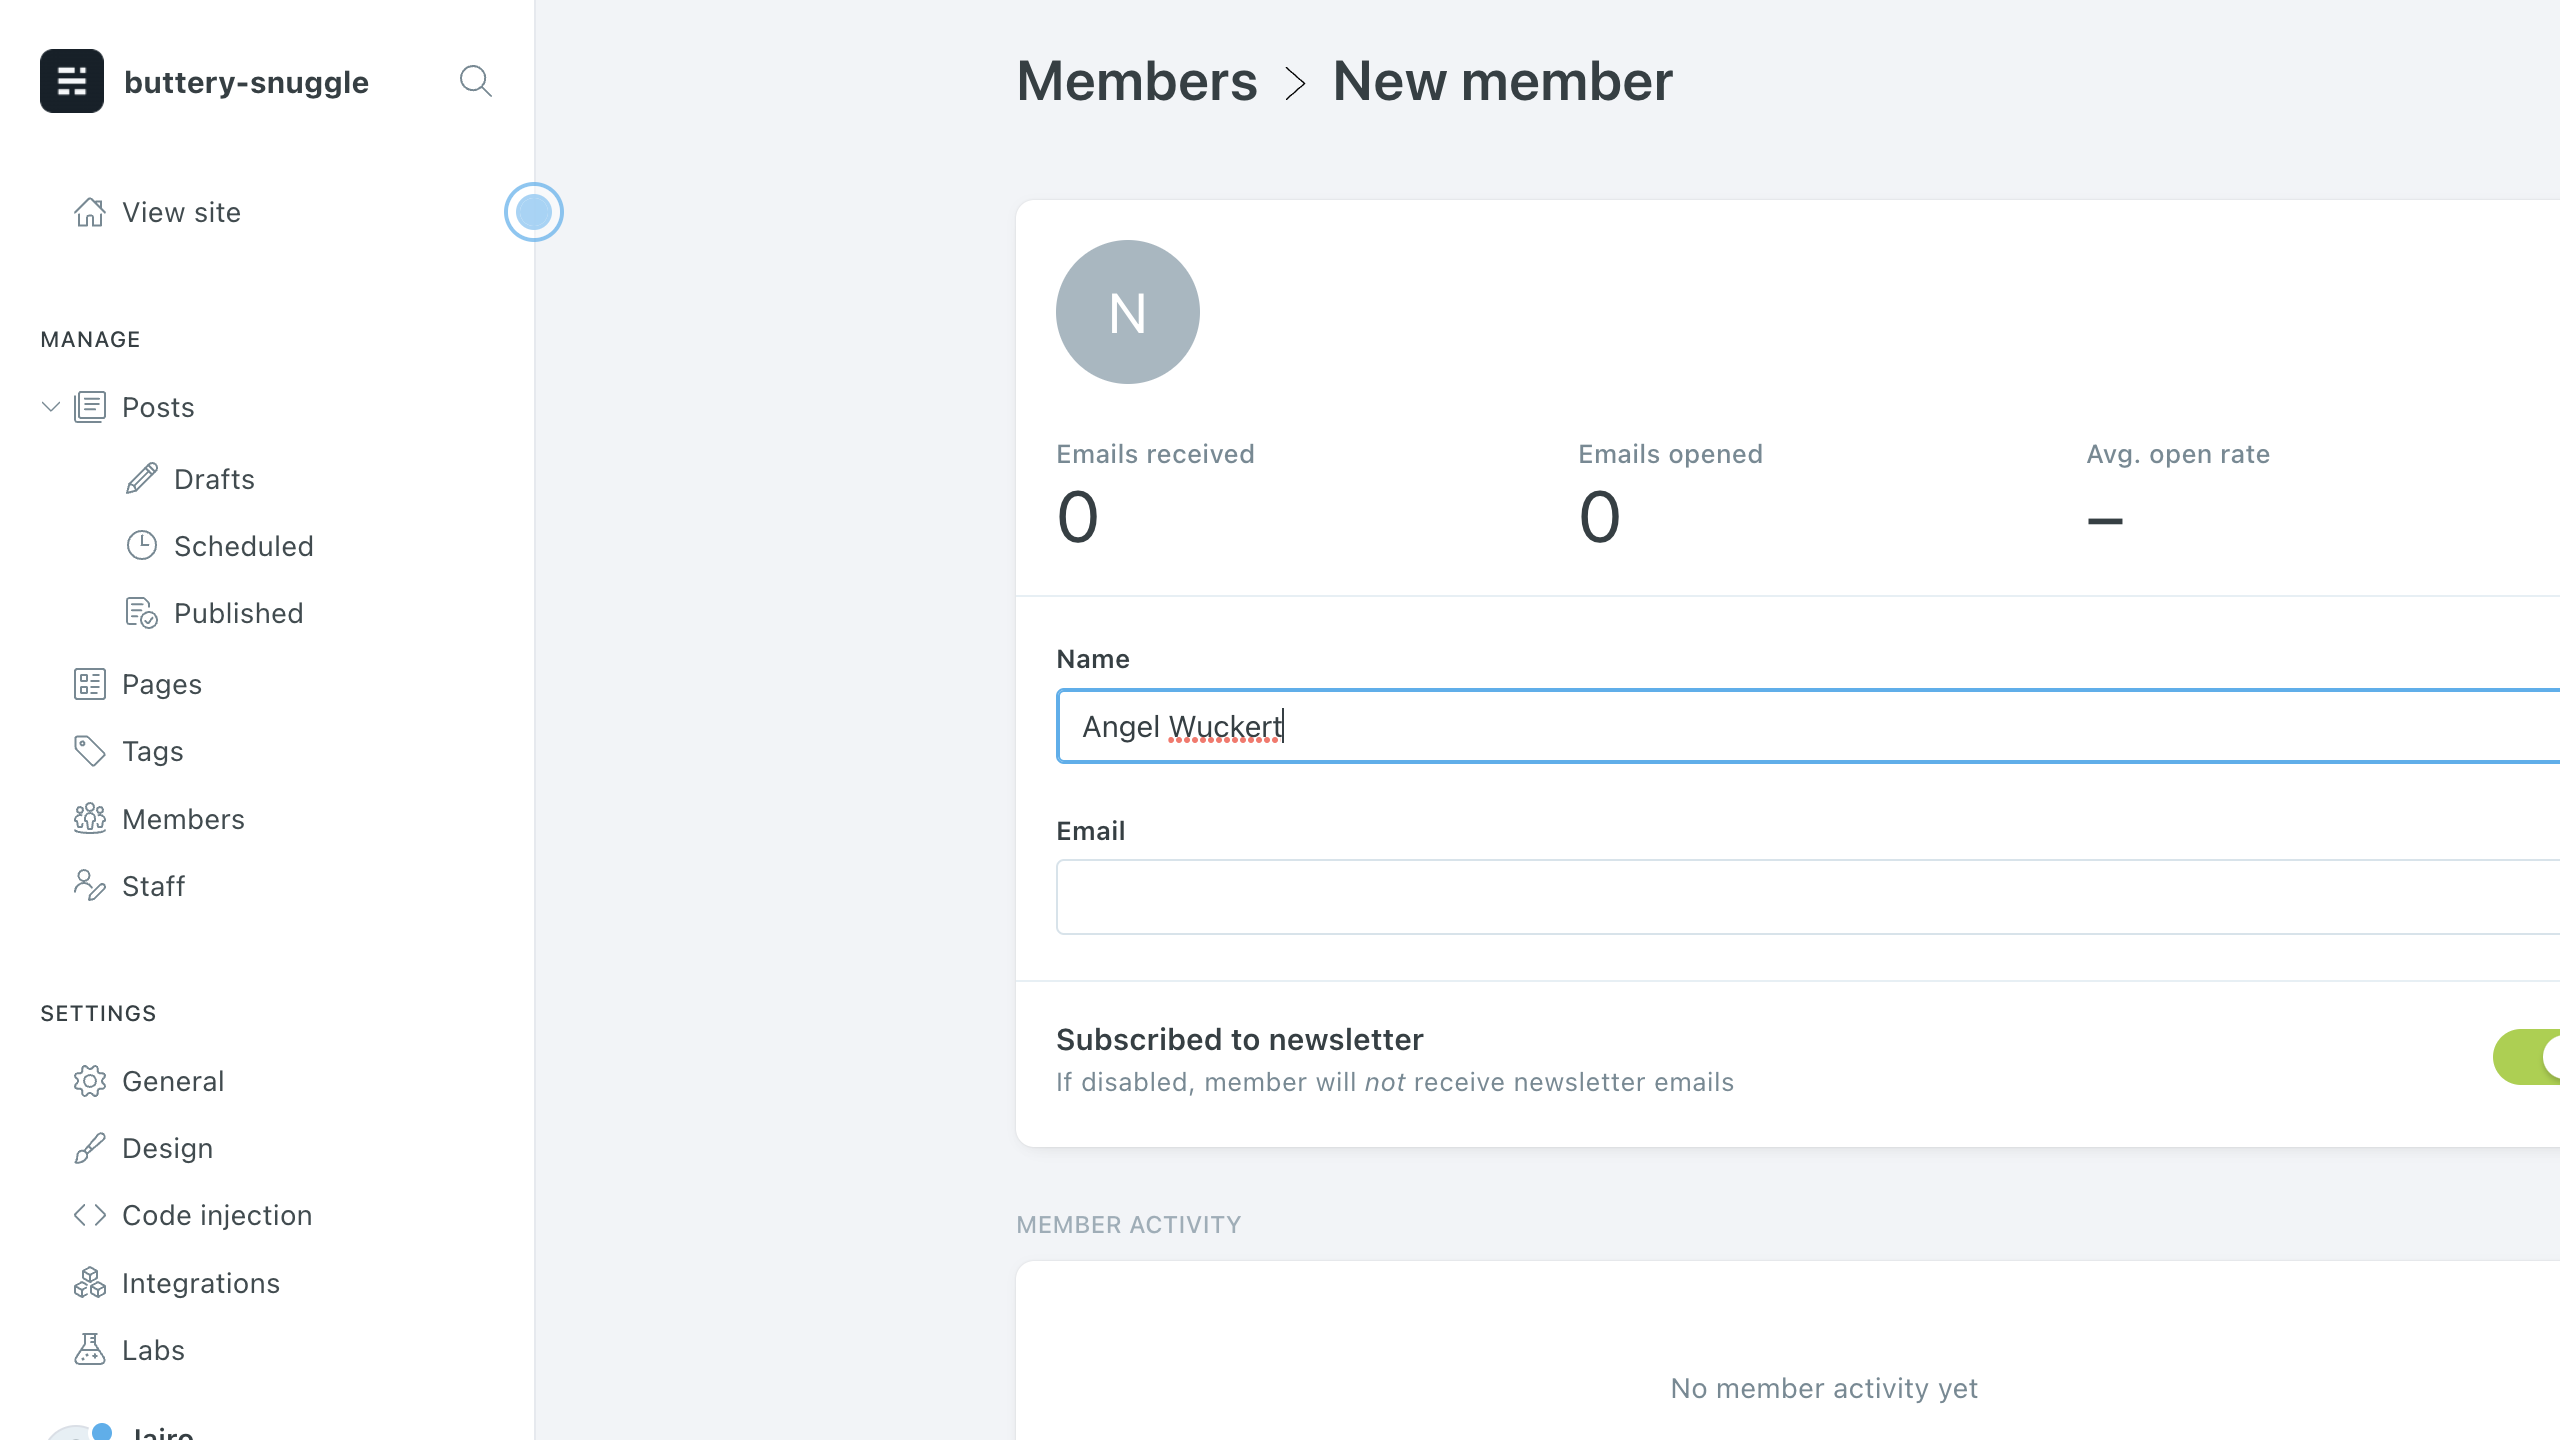 buttery-snuggle
View site
MANAGE
Posts
Drafts
Scheduled
Published
Pages
Tags
Members
Staff
SETTINGS
General
Design
Code injection
Integrations
Labs
Members > New member
N
Emails received
0
Emails opened
0
Avg. open rate
–
Name
Angel Wuckert
Email
Subscribed to newsletter
If disabled, member will not receive newsletter emails
MEMBER ACTIVITY
No member activity yet